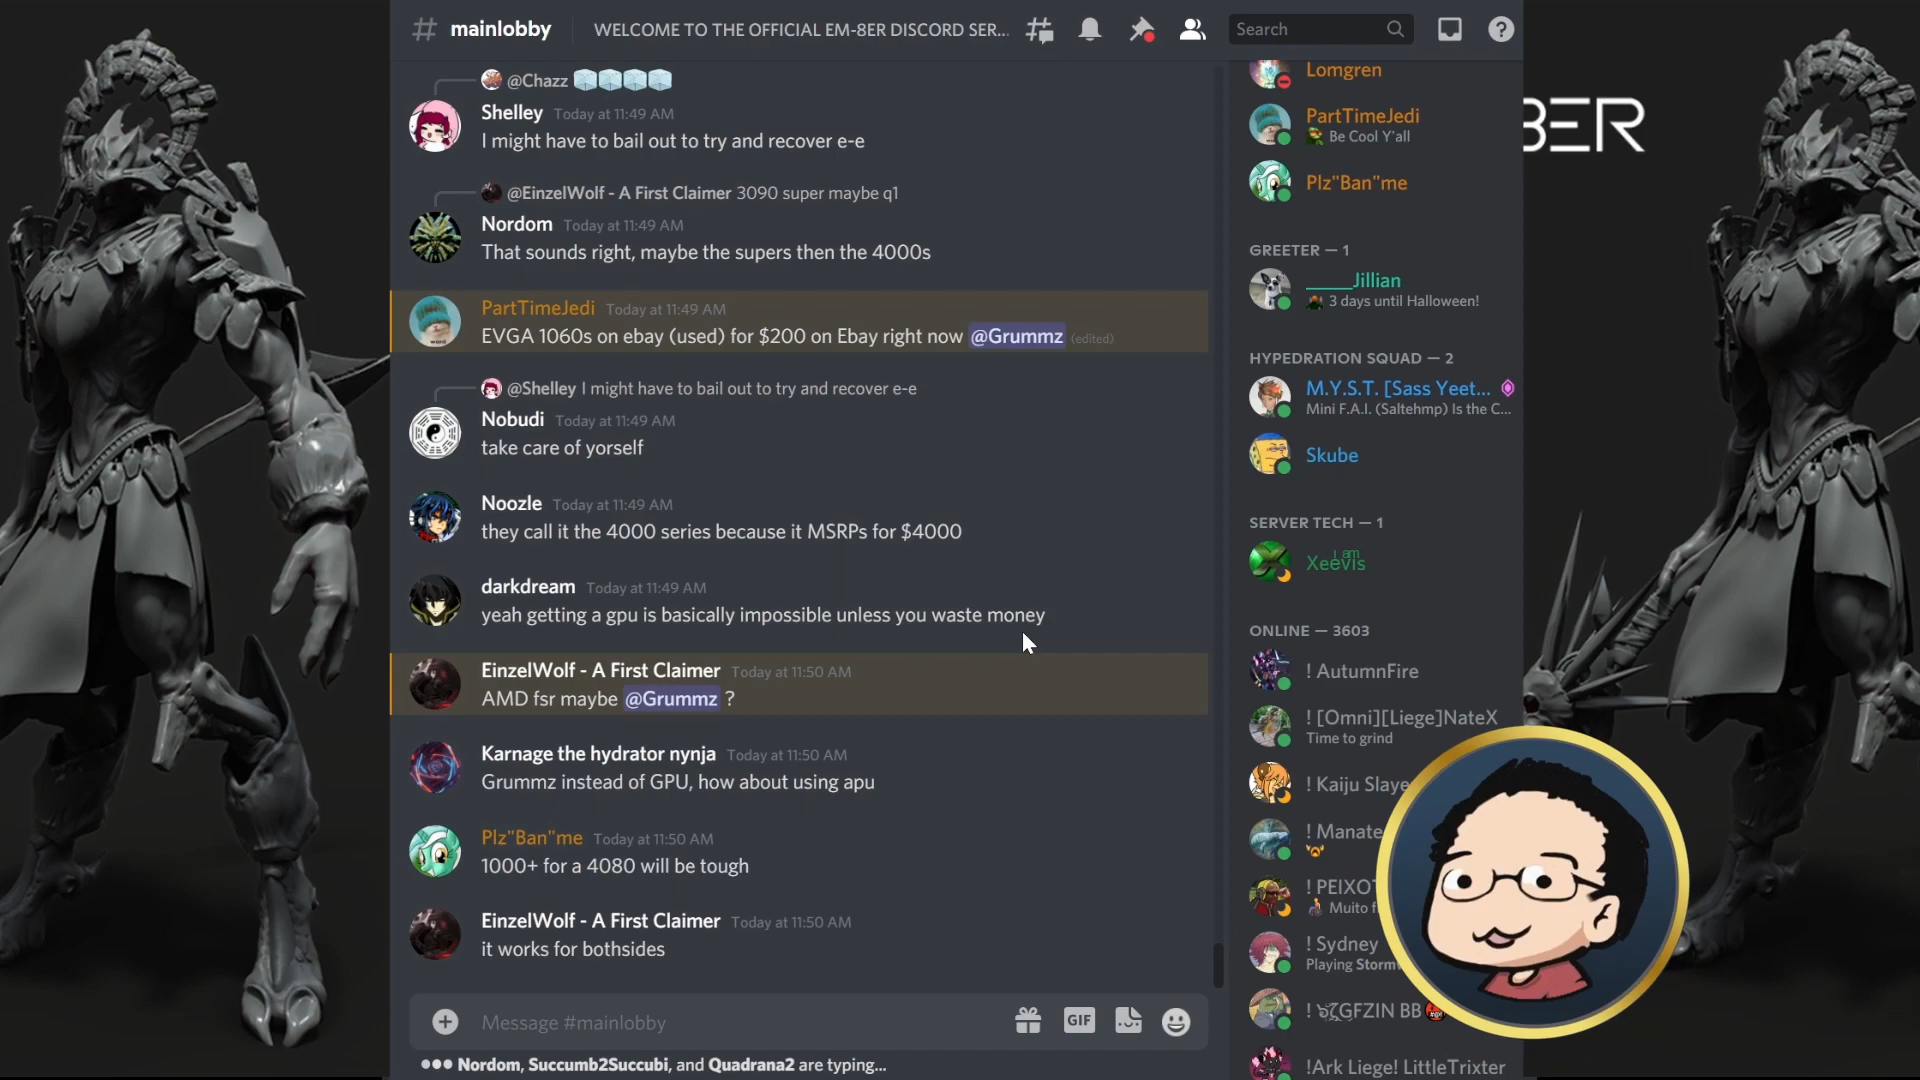 mainlobby
WELCOME TO THE OFFICIAL EM-8ER DISCORD SER...
Search
@Chazz
Shelley Today at 11:49 AM
I might have to bail out to try and recover e-e
@EinzelWolf - A First Claimer 3090 super maybe q1
Nordom Today at 11:49 AM
That sounds right, maybe the supers then the 4000s
PartTimeJedi Today at 11:49 AM
EVGA 1060s on ebay (used) for $200 on Ebay right now @Grummz (edited)
@Shelley I might have to bail out to try and recover e-e
Nobudi Today at 11:49 AM
take care of yorself
Noozle Today at 11:49 AM
they call it the 4000 series because it MSRPs for $4000
darkdream Today at 11:49 AM
yeah getting a gpu is basically impossible unless you waste money
EinzelWolf - A First Claimer Today at 11:50 AM
AMD fsr maybe @Grummz ?
Karnage the hydrator nynja Today at 11:50 AM
Grummz instead of GPU, how about using apu
Plz"Ban"me Today at 11:50 AM
1000+ for a 4080 will be tough
EinzelWolf - A First Claimer Today at 11:50 AM
it works for bothsides
GIF
Message #mainlobby
Nordom, Succumb2Succubi, and Quadrana2 are typing...
Lomgren
PartTimeJedi
Be Cool Y'all
Plz"Ban"me
GREETER — 1
_____Jillian
3 days until Halloween!
HYPEDRATION SQUAD — 2
M.Y.S.T. [Sass Yeet...
Mini F.A.I. (Saltehmp) Is the C...
Skube
SERVER TECH — 1
Xeevis
ONLINE — 3603
! AutumnFire
! [Omni][Liege]NateX
Time to grind
! Kaiju Slaye
! Manate
! PEIXO
Muito f
! Sydney
Playing Storm
GFZIN BB
!Ark Liege! LittleTrixter
8ER